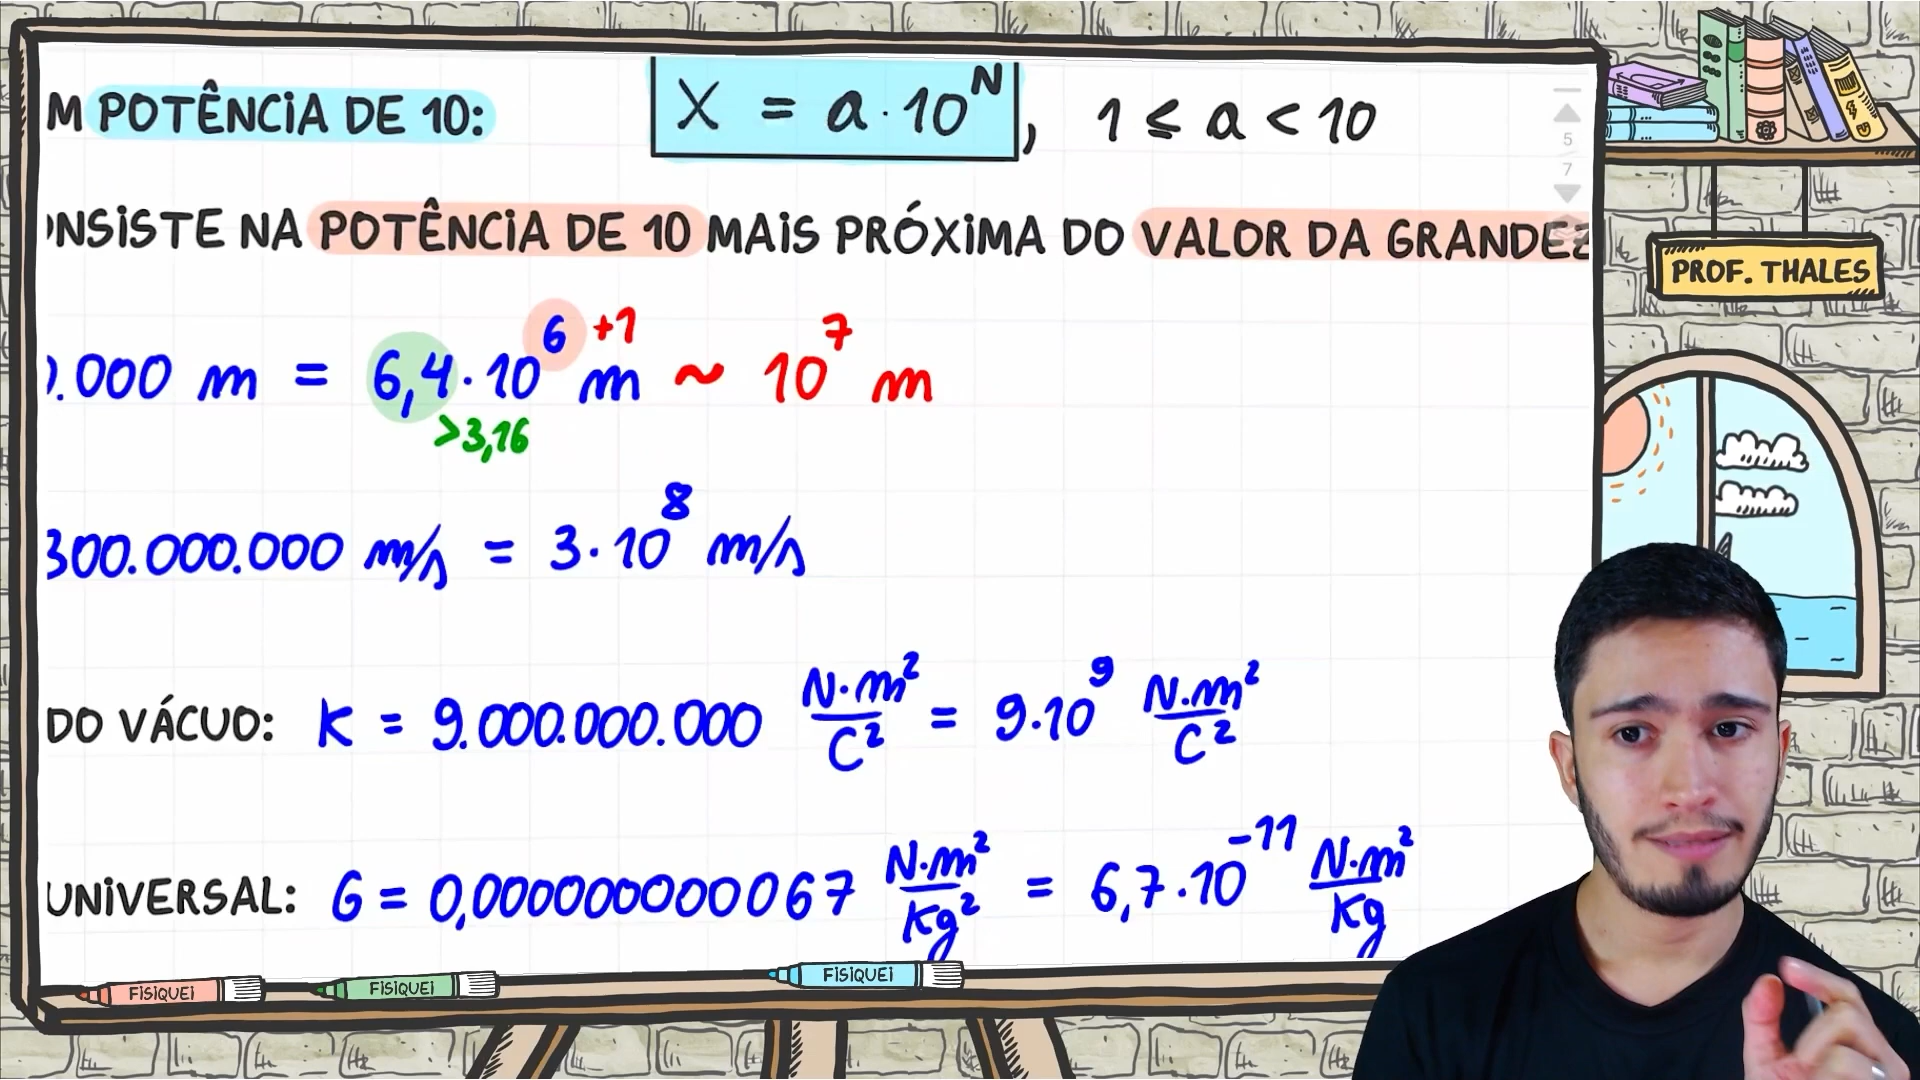 M POTÊNCIA DE 10: X = a · 10^N, 1 ≤ a < 10
5
7
NSISTE NA POTÊNCIA DE 10 MAIS PRÓXIMA DO VALOR DA GRANDEZ
PROF. THALES
.000 m = 6,4 · 10^6 +1 m ~ 10^7 m
>3,16
300.000.000 m/s = 3 · 10^8 m/s
DO VÁCUO: K = 9.000.000.000 N·m²/C² = 9·10^9 N·m²/C²
UNIVERSAL: G = 0,000000000067 N·m²/Kg² = 6,7·10^-11 N·m²/Kg
FISIQUEI FISIQUEI FISIQUEI